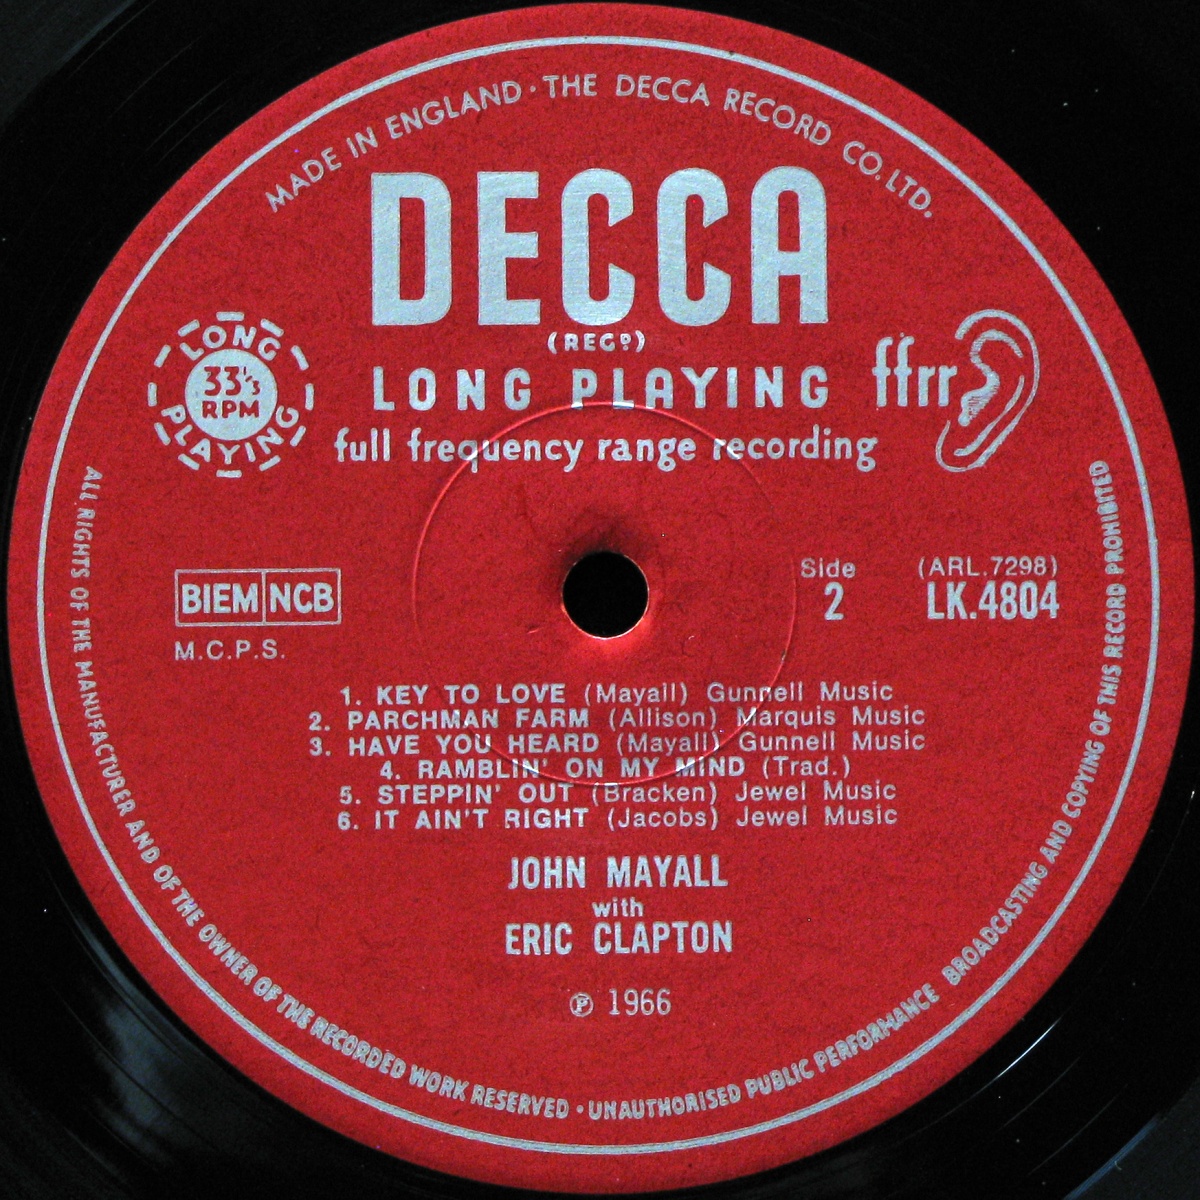 MADE IN ENGLAND · THE DECCA RECORD CO. LTD.
DECCA
(REGD)
LONG PLAYING
33⅓
RPM
LONG PLAYING
ffrr
full frequency range recording
BIEM NCB
M.C.P.S.
Side
2
(ARL.7298)
LK.4804
1. KEY TO LOVE (Mayall) Gunnell Music
2. PARCHMAN FARM (Allison) Marquis Music
3. HAVE YOU HEARD (Mayall) Gunnell Music
4. RAMBLIN' ON MY MIND (Trad.)
5. STEPPIN' OUT (Bracken) Jewel Music
6. IT AIN'T RIGHT (Jacobs) Jewel Music
JOHN MAYALL
with
ERIC CLAPTON
℗ 1966
ALL RIGHTS OF THE MANUFACTURER AND OF THE OWNER OF THE RECORDED WORK RESERVED · UNAUTHORISED PUBLIC PERFORMANCE BROADCASTING AND COPYING OF THIS RECORD PROHIBITED